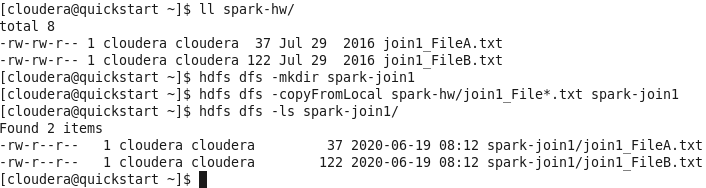 [cloudera@quickstart ~]$ ll spark-hw/
total 8
-rw-rw-r-- 1 cloudera cloudera  37 Jul 29  2016 join1_FileA.txt
-rw-rw-r-- 1 cloudera cloudera 122 Jul 29  2016 join1_FileB.txt
[cloudera@quickstart ~]$ hdfs dfs -mkdir spark-join1
[cloudera@quickstart ~]$ hdfs dfs -copyFromLocal spark-hw/join1_File*.txt spark-join1
[cloudera@quickstart ~]$ hdfs dfs -ls spark-join1/
Found 2 items
-rw-r--r--   1 cloudera cloudera         37 2020-06-19 08:12 spark-join1/join1_FileA.txt
-rw-r--r--   1 cloudera cloudera        122 2020-06-19 08:12 spark-join1/join1_FileB.txt
[cloudera@quickstart ~]$